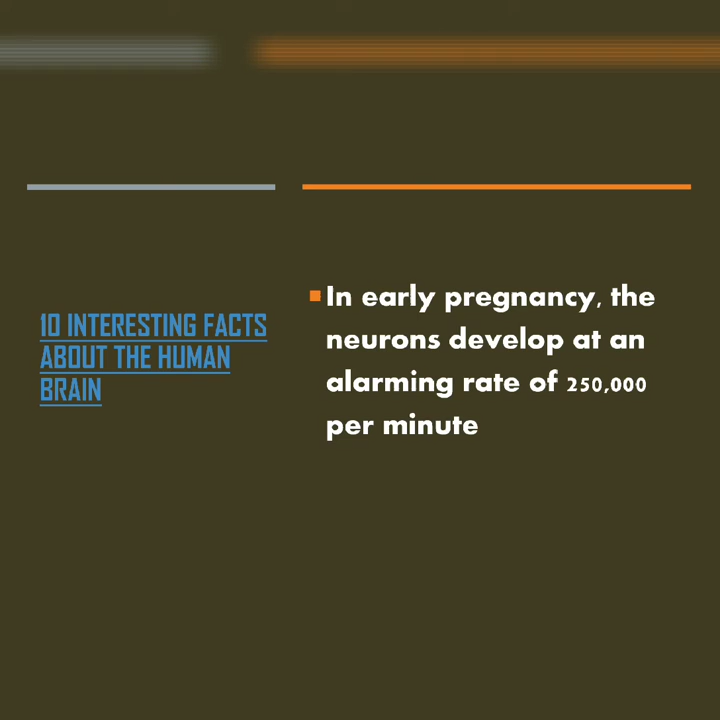 10 INTERESTING FACTS
ABOUT THE HUMAN
BRAIN
In early pregnancy, the
neurons develop at an
alarming rate of 250,000
per minute